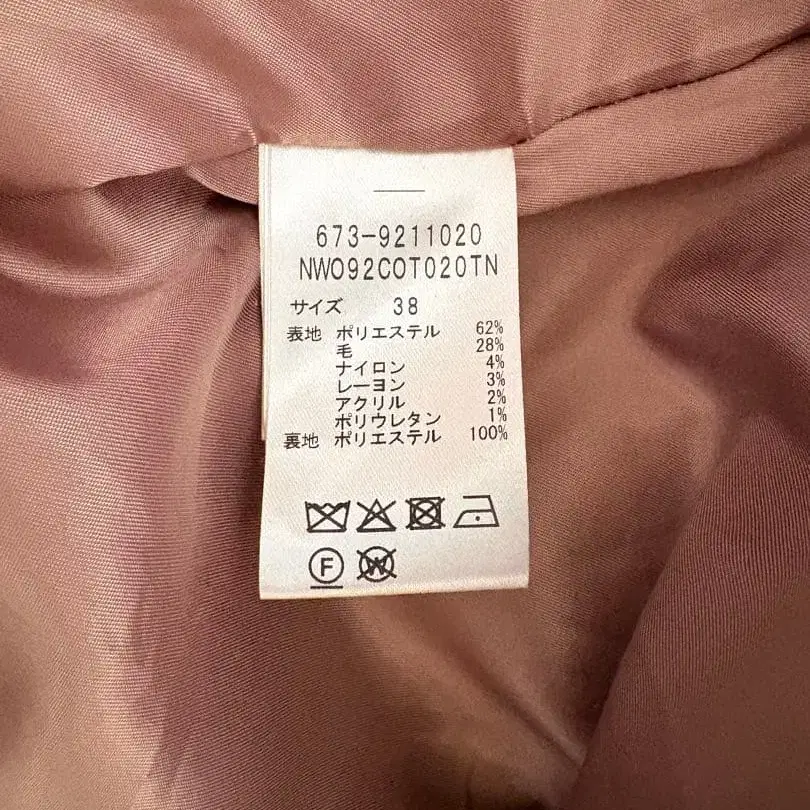 673-9211020
NW092COT020TN
サイズ 38
表地 ポリエステル 62%
毛 28%
ナイロン 4%
レーヨン 3%
アクリル 2%
ポリウレタン 1%
裏地 ポリエステル 100%
F W